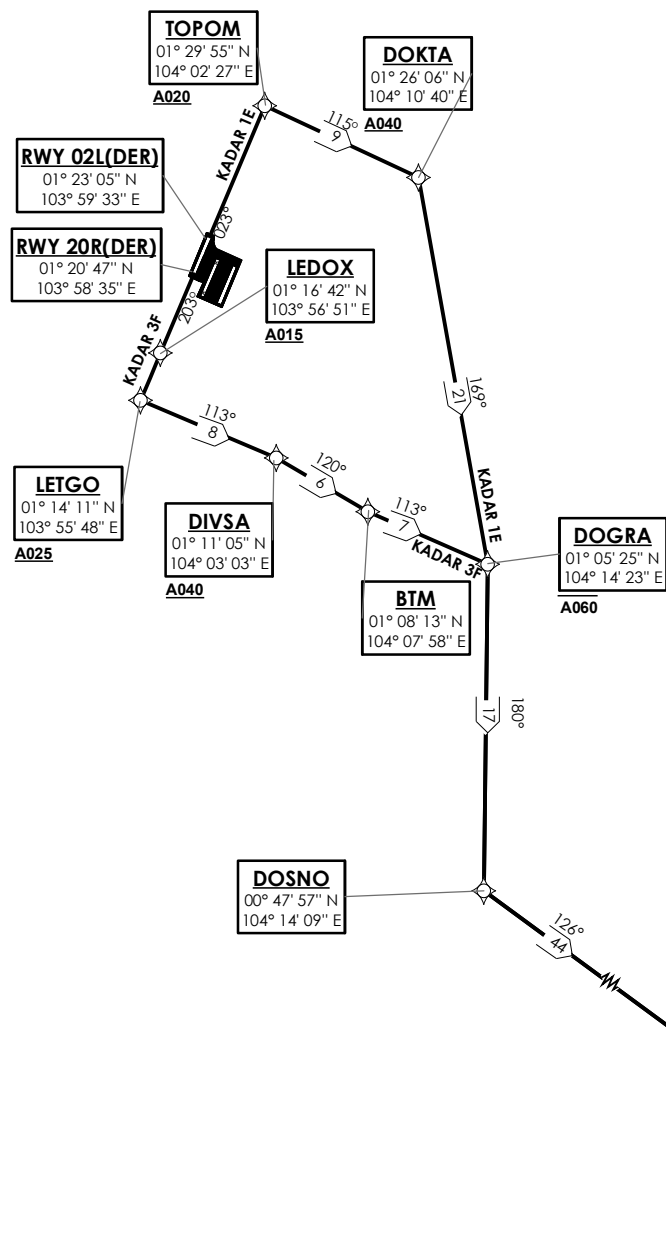 TOPOM
01° 29' 55" N
104° 02' 27" E
A020
DOKTA
01° 26' 06" N
104° 10' 40" E
A040
115°
9
KADAR 1E
RWY 02L(DER)
01° 23' 05" N
103° 59' 33" E
023°
RWY 20R(DER)
01° 20' 47" N
103° 58' 35" E
203°
LEDOX
01° 16' 42" N
103° 56' 51" E
A015
KADAR 3F
169°
21
113°
8
LETGO
01° 14' 11" N
103° 55' 48" E
A025
120°
6
KADAR 1E
DIVSA
01° 11' 05" N
104° 03' 03" E
A040
113°
7
KADAR 3F
DOGRA
01° 05' 25" N
104° 14' 23" E
A060
BTM
01° 08' 13" N
104° 07' 58" E
180°
17
DOSNO
00° 47' 57" N
104° 14' 09" E
126°
44